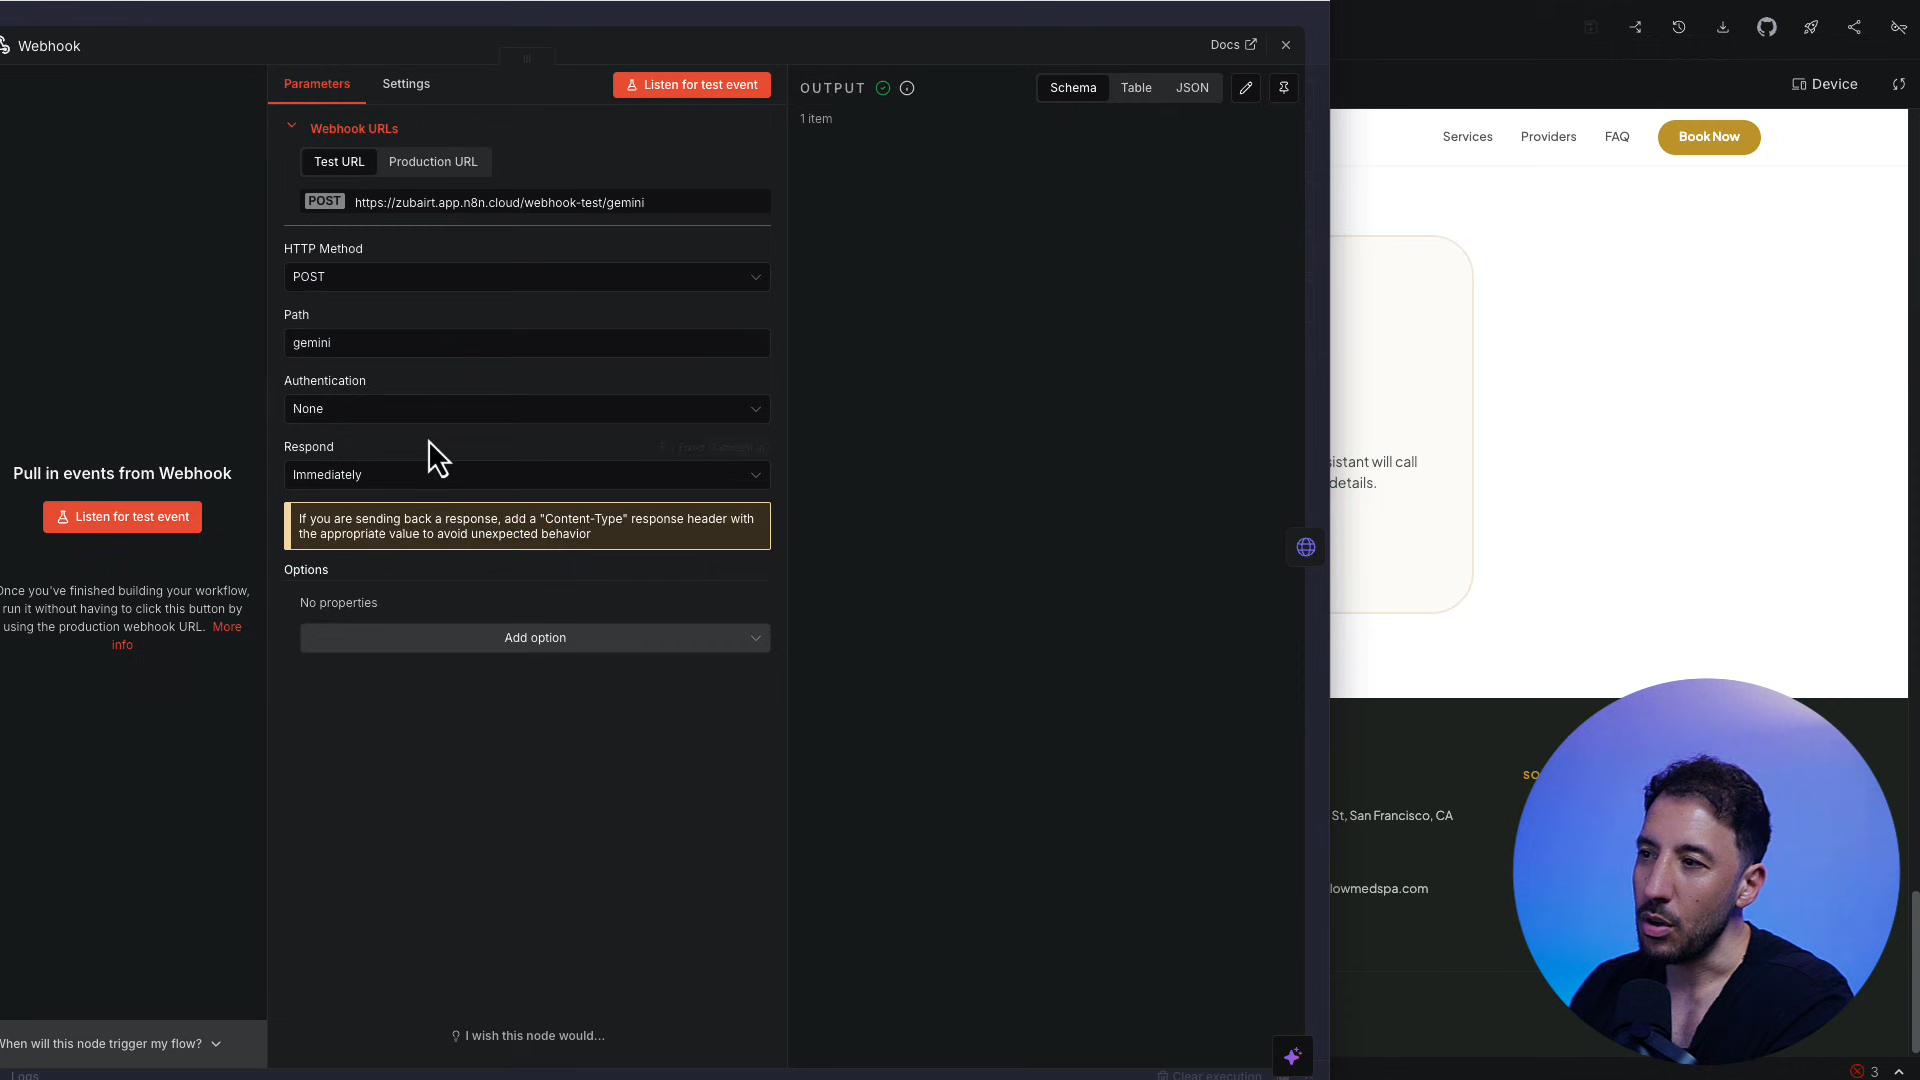 Webhook
Docs
Parameters
Settings
Listen for test event
OUTPUT
Schema
Table
JSON
1 item
Webhook URLs
Test URL
Production URL
POST
https://zubairt.app.n8n.cloud/webhook-test/gemini
HTTP Method
POST
Path
gemini
Authentication
None
Respond
Immediately
If you are sending back a response, add a "Content-Type" response header with
the appropriate value to avoid unexpected behavior
Options
No properties
Add option
I wish this node would...
Pull in events from Webhook
Listen for test event
Once you've finished building your workflow,
run it without having to click this button by
using the production webhook URL. More
info
When will this node trigger my flow?
Logs
Clear execution
Device
Services
Providers
FAQ
Book Now
sistant will call
details.
SO
St, San Francisco, CA
lowmedspa.com
3